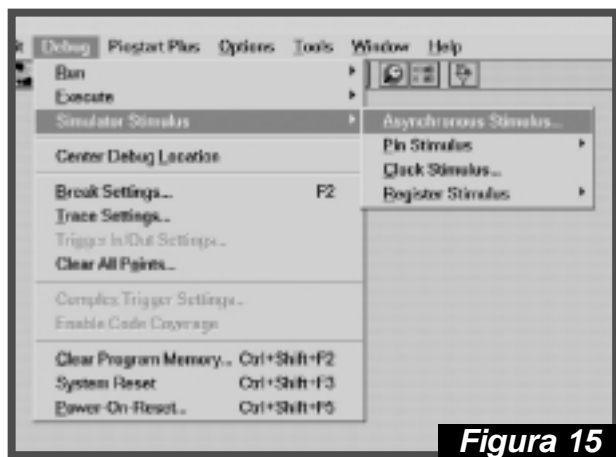 Debug Picstart Plus Options Tools Window Help
Run
Execute
Simulator Stimulus
Asynchronous Stimulus...
Pin Stimulus
Clock Stimulus...
Register Stimulus
Center Debug Location
Break Settings... F2
Trace Settings...
Trigger In/Out Settings...
Clear All Points...
Complex Trigger Settings...
Enable Code Coverage
Clear Program Memory... Ctrl+Shift+F2
System Reset Ctrl+Shift+F3
Power-On-Reset... Ctrl+Shift+F5
Figura 15